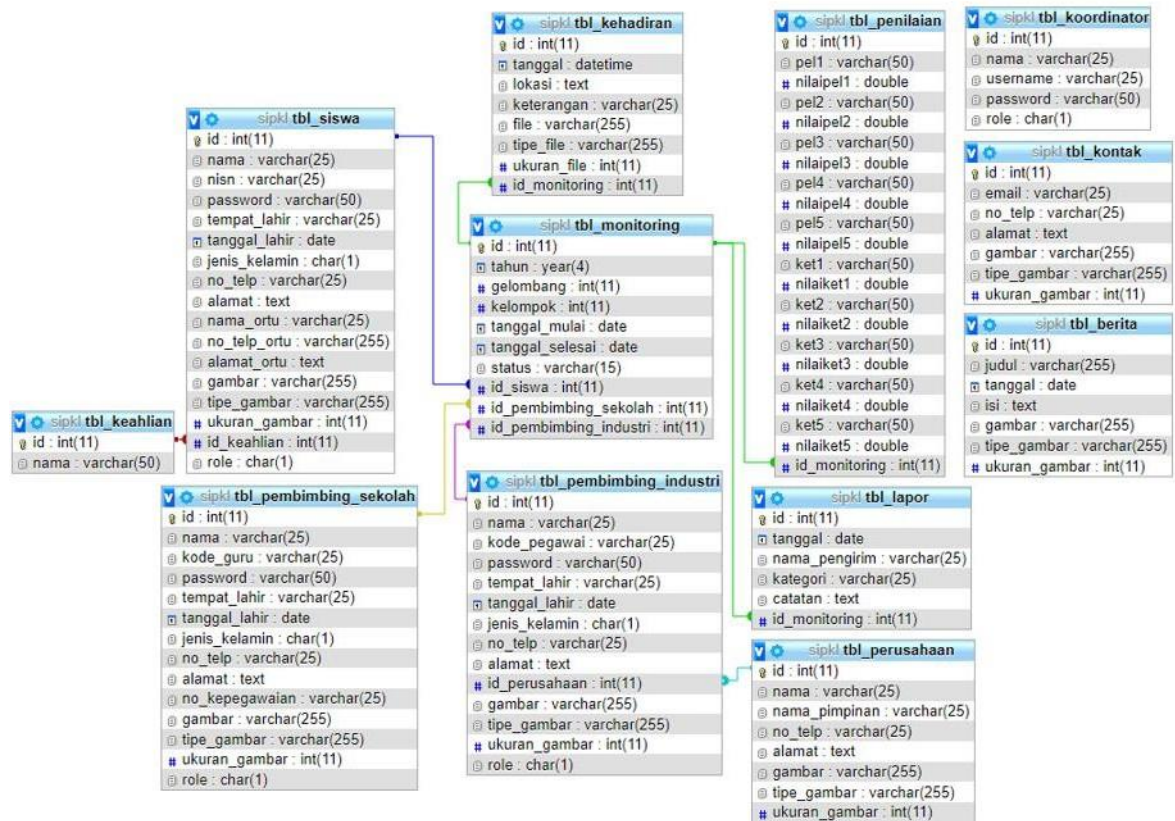 sipkl tbl_kehadiran
id : int(11)
tanggal : datetime
lokasi : text
keterangan : varchar(25)
file : varchar(255)
tipe_file : varchar(255)
ukuran_file : int(11)
id_monitoring : int(11)
sipkl tbl_penilaian
id : int(11)
pel1 : varchar(50)
nilaipel1 : double
pel2 : varchar(50)
nilaipel2 : double
pel3 : varchar(50)
nilaipel3 : double
pel4 : varchar(50)
nilaipel4 : double
pel5 : varchar(50)
nilaipel5 : double
ket1 : varchar(50)
nilaiket1 : double
ket2 : varchar(50)
nilaiket2 : double
ket3 : varchar(50)
nilaiket3 : double
ket4 : varchar(50)
nilaiket4 : double
ket5 : varchar(50)
nilaiket5 : double
id_monitoring : int(11)
sipkl tbl_koordinator
id : int(11)
nama : varchar(25)
username : varchar(25)
password : varchar(50)
role : char(1)
sipkl tbl_kontak
id : int(11)
email : varchar(25)
no_telp : varchar(25)
alamat : text
gambar : varchar(255)
tipe_gambar : varchar(255)
ukuran_gambar : int(11)
sipkl tbl_berita
id : int(11)
judul : varchar(255)
tanggal : date
isi : text
gambar : varchar(255)
tipe_gambar : varchar(255)
ukuran_gambar : int(11)
sipkl tbl_siswa
id : int(11)
nama : varchar(25)
nisn : varchar(25)
password : varchar(50)
tempat_lahir : varchar(25)
tanggal_lahir : date
jenis_kelamin : char(1)
no_telp : varchar(25)
alamat : text
nama_ortu : varchar(25)
no_telp_ortu : varchar(255)
alamat_ortu : text
gambar : varchar(255)
tipe_gambar : varchar(255)
ukuran_gambar : int(11)
id_keahlian : int(11)
role : char(1)
sipkl tbl_monitoring
id : int(11)
tahun : year(4)
gelombang : int(11)
kelompok : int(11)
tanggal_mulai : date
tanggal_selesai : date
status : varchar(15)
id_siswa : int(11)
id_pembimbing_sekolah : int(11)
id_pembimbing_industri : int(11)
sipkl tbl_keahlian
id : int(11)
nama : varchar(50)
sipkl tbl_pembimbing_sekolah
id : int(11)
nama : varchar(25)
kode_guru : varchar(25)
password : varchar(50)
tempat_lahir : varchar(25)
tanggal_lahir : date
jenis_kelamin : char(1)
no_telp : varchar(25)
alamat : text
no_kepegawaian : varchar(25)
gambar : varchar(255)
tipe_gambar : varchar(255)
ukuran_gambar : int(11)
role : char(1)
sipkl tbl_pembimbing_industri
id : int(11)
nama : varchar(25)
kode_pegawai : varchar(25)
password : varchar(50)
tempat_lahir : varchar(25)
tanggal_lahir : date
jenis_kelamin : char(1)
no_telp : varchar(25)
alamat : text
id_perusahaan : int(11)
gambar : varchar(255)
tipe_gambar : varchar(255)
ukuran_gambar : int(11)
role : char(1)
sipkl tbl_lapor
id : int(11)
tanggal : date
nama_pengirim : varchar(25)
kategori : varchar(25)
catatan : text
id_monitoring : int(11)
sipkl tbl_perusahaan
id : int(11)
nama : varchar(25)
nama_pimpinan : varchar(25)
no_telp : varchar(25)
alamat : text
gambar : varchar(255)
tipe_gambar : varchar(255)
ukuran_gambar : int(11)